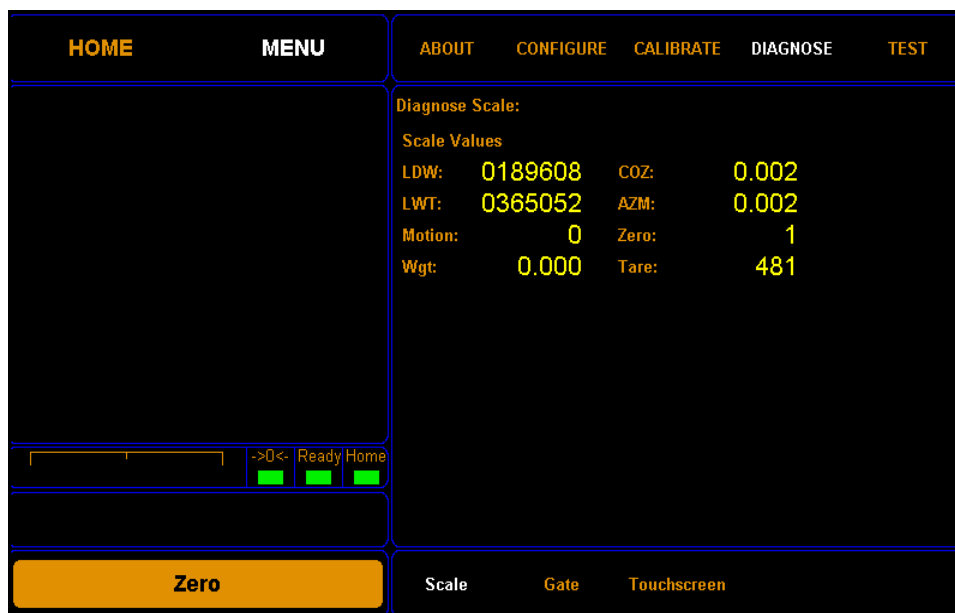 HOME MENU ABOUT CONFIGURE CALIBRATE DIAGNOSE TEST
Diagnose Scale:
Scale Values
LDW: 0189608 COZ: 0.002
LWT: 0365052 AZM: 0.002
Motion: 0 Zero: 1
Wgt: 0.000 Tare: 481
->0<- Ready Home
Zero Scale Gate Touchscreen